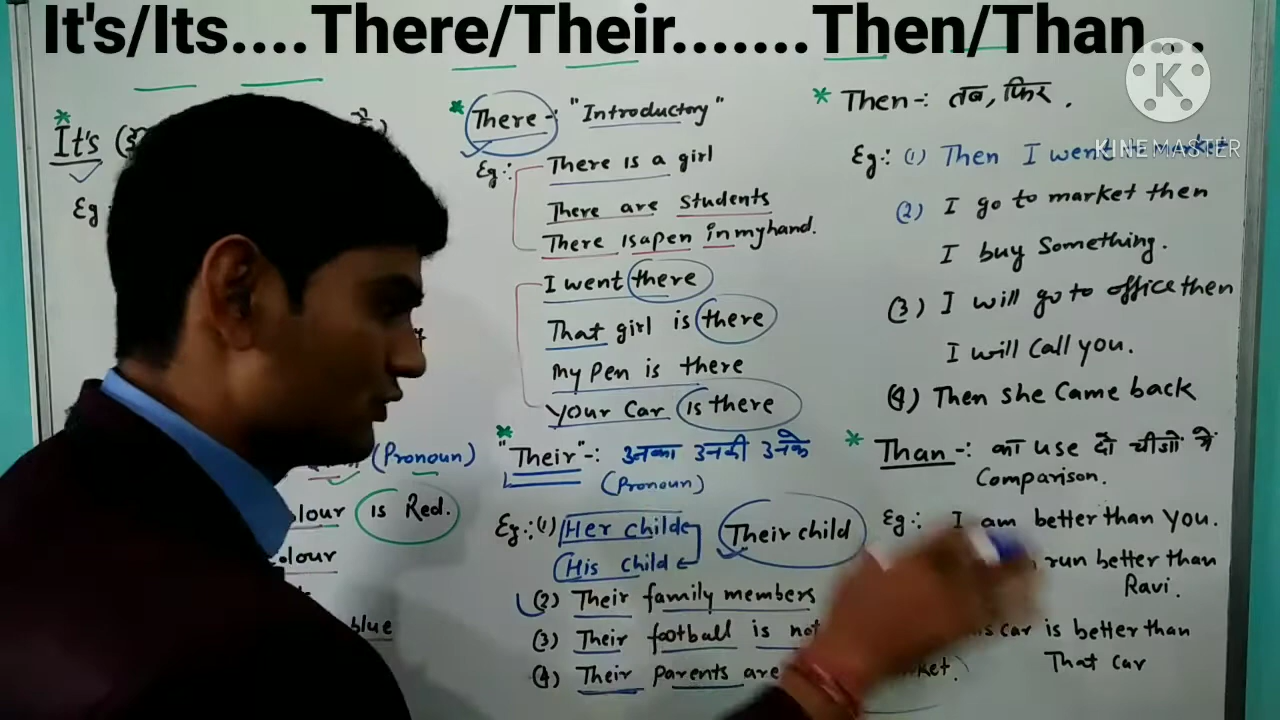 It's/Its....There/Their.......Then/Than...
K
KINEMASTER
* It's
Eg
(Pronoun)
is Red.
olour
blue
* There -: "Introductory"
Eg:- There is a girl
There are students
There is a pen in my hand.
I went there
That girl is there
My Pen is there
Your Car is there
* "Their" -: उनका उनकी उनके
(Pronoun)
Eg:- (1) Her childe Their child
His child
(2) Their family members
(3) Their football is not
(4) Their Parents are
* Then -: तब, फिर.
Eg:- (1) Then I went to market
(2) I go to market then
I buy something.
(3) I will go to office then
I will call you.
(4) Then she came back
* Than -: का use दो चीजों में
Comparison.
Eg:- I am better than you.
run better than
Ravi.
car is better than
That car